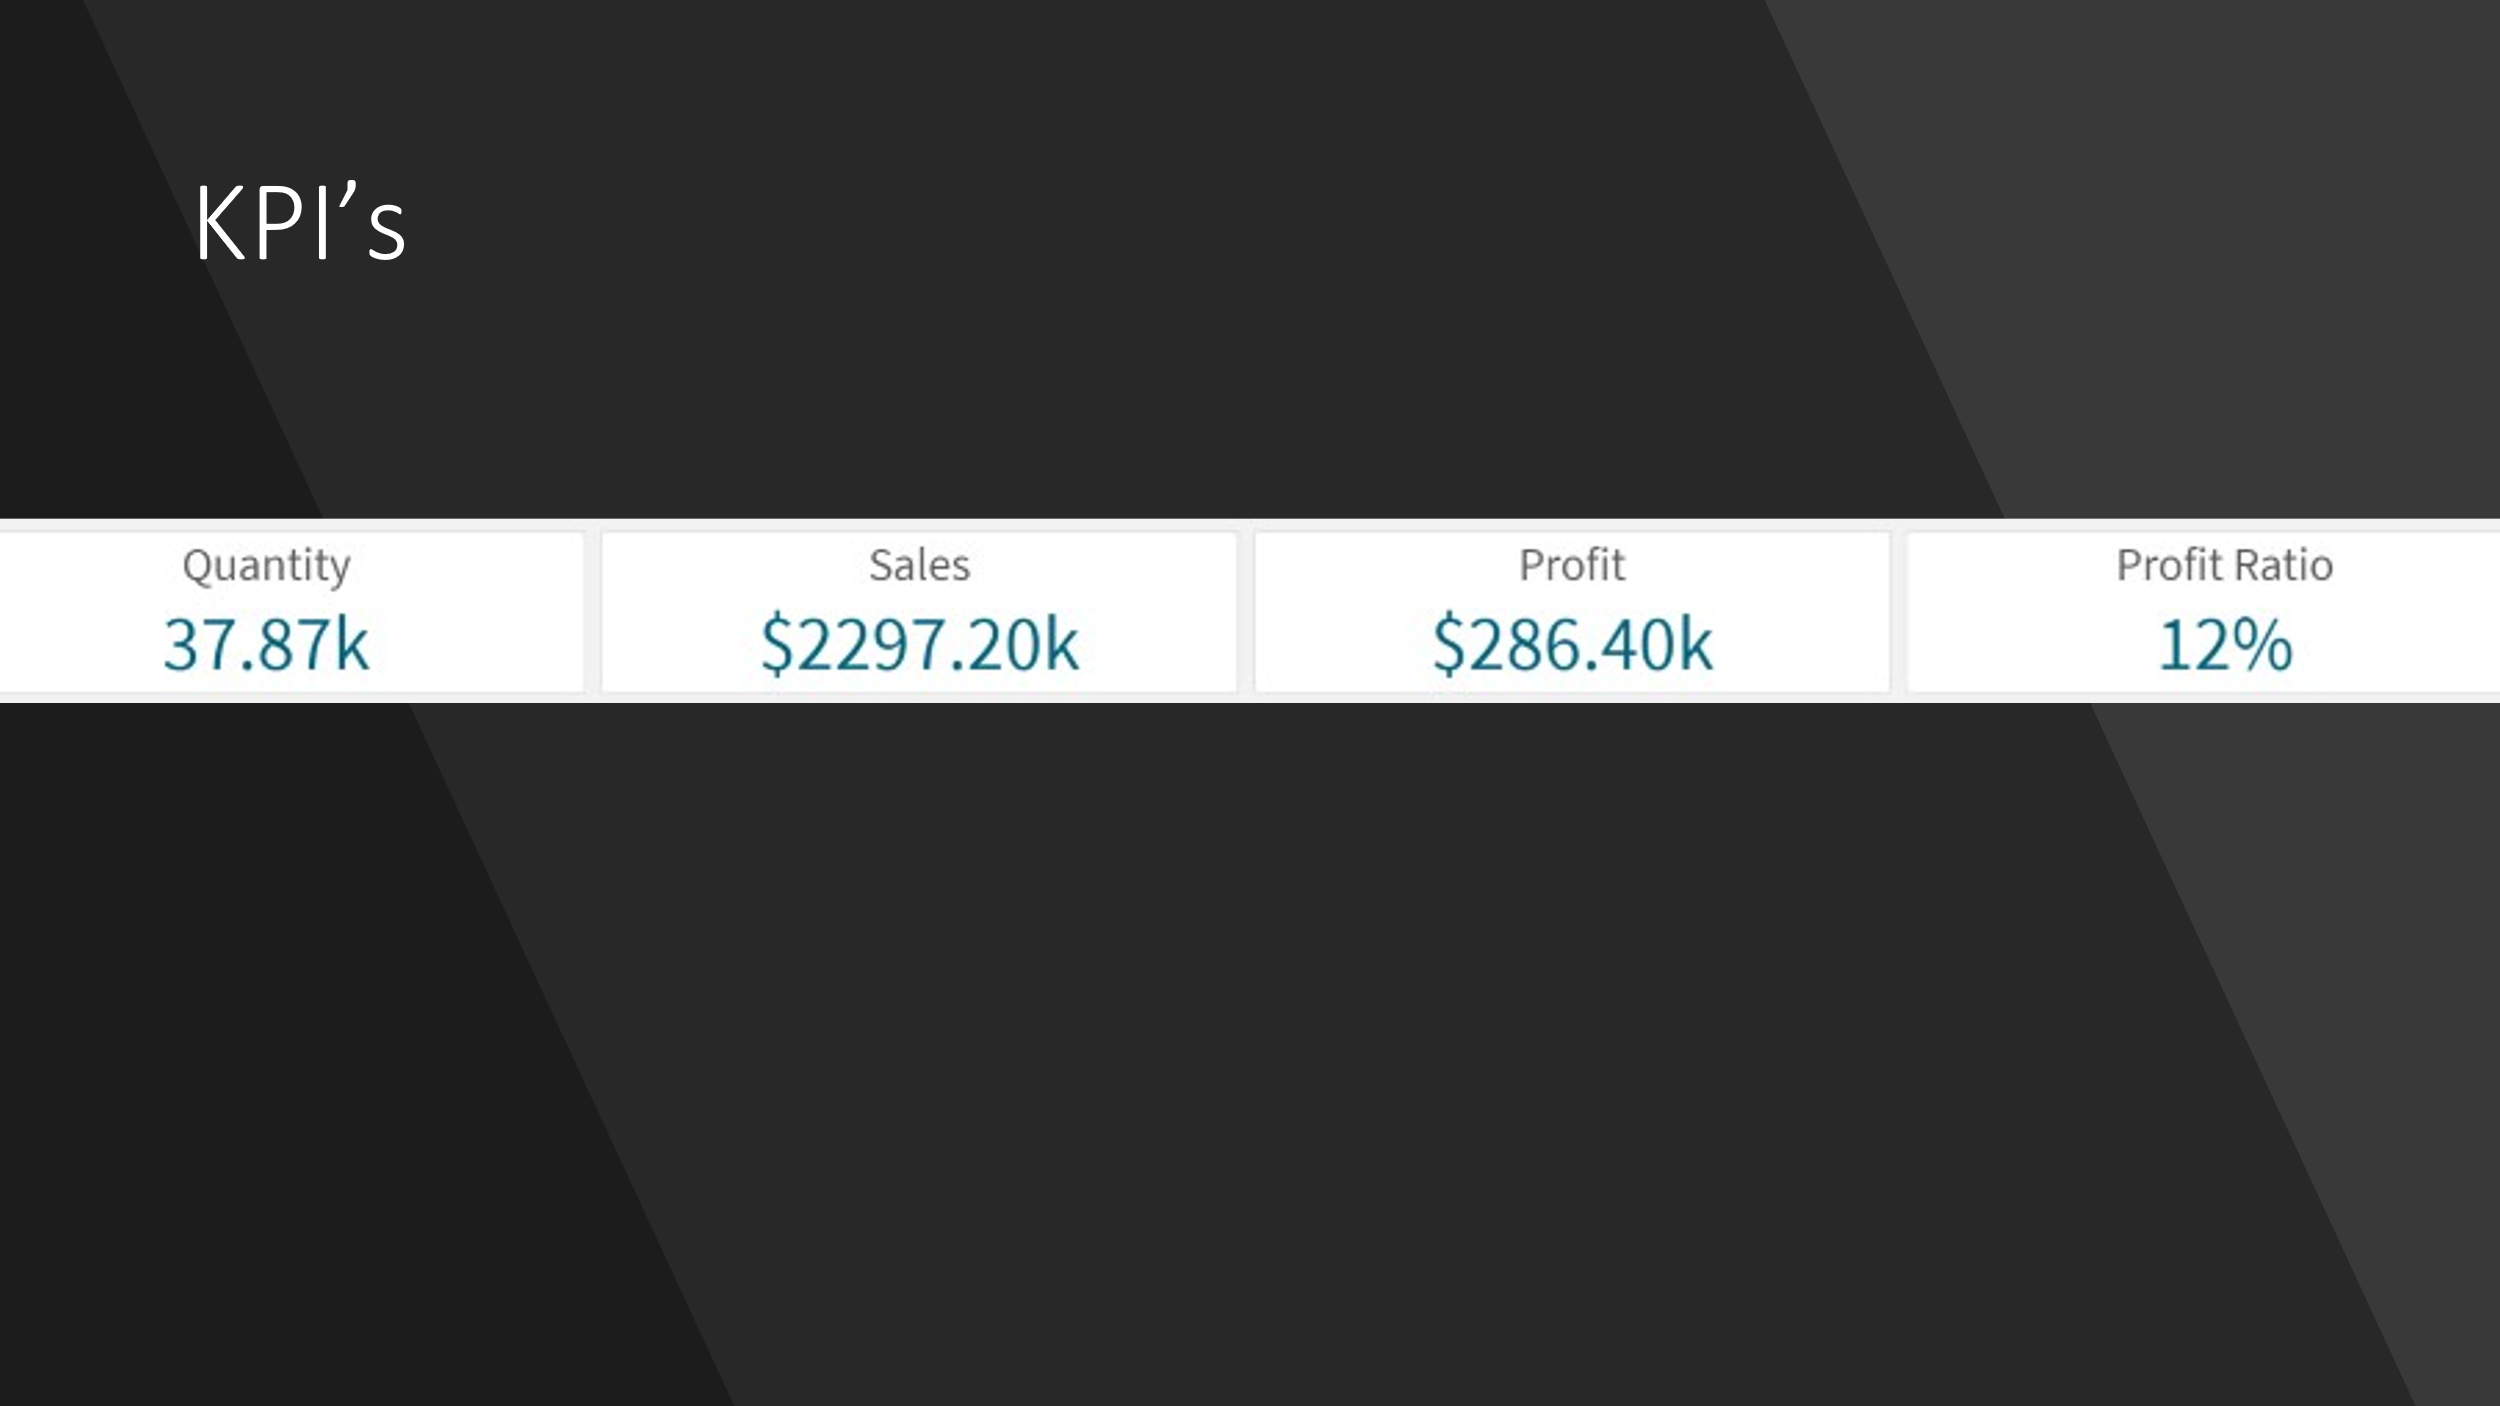 KPI’s
Quantity
37.87k
Sales
$2297.20k
Profit
$286.40k
Profit Ratio
12%